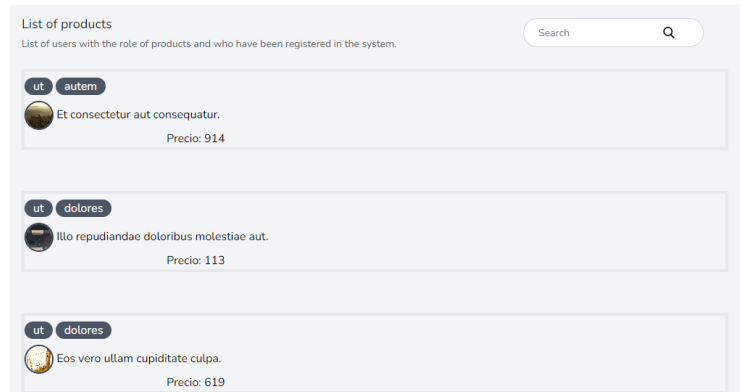 List of products
List of users with the role of products and who have been registered in the system.
Search
ut autem
Et consectetur aut consequatur.
Precio: 914
ut dolores
Illo repudiandae doloribus molestiae aut.
Precio: 113
ut dolores
Eos vero ullam cupiditate culpa.
Precio: 619